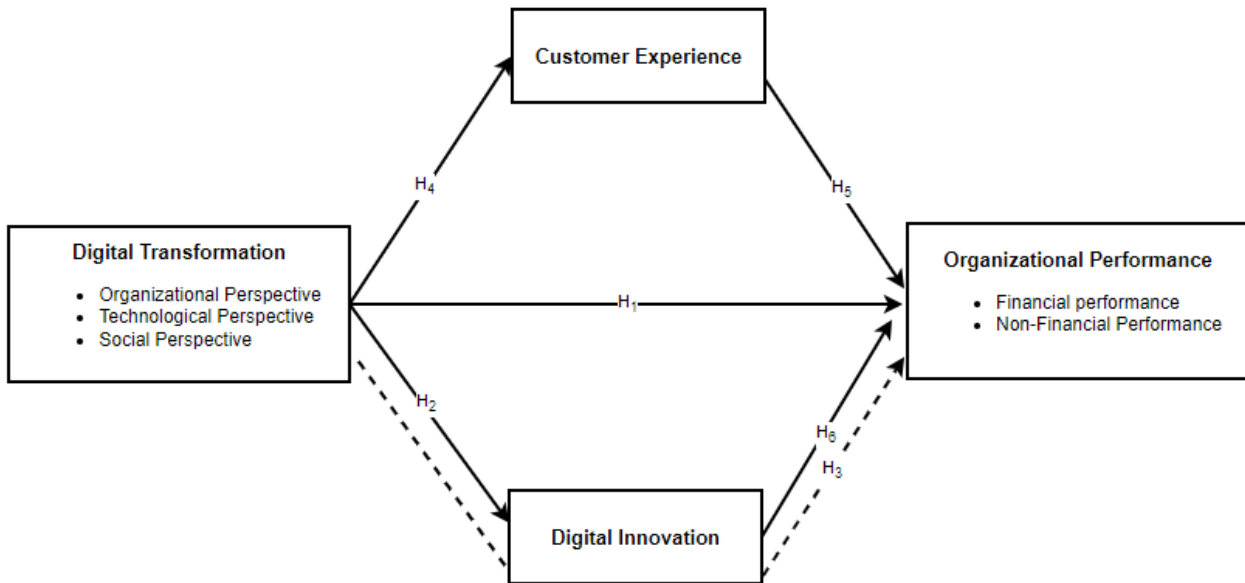 Customer Experience
H₄
H₅
Digital Transformation
• Organizational Perspective
• Technological Perspective
• Social Perspective
H₁
Organizational Performance
• Financial performance
• Non-Financial Performance
H₂
H₆
H₃
Digital Innovation